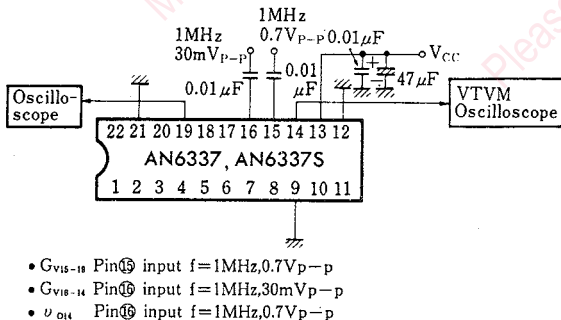 1MHz
0.7Vp-p 0.01μF
1MHz
30mVp-p
Vcc
0.01μF
0.01
μF
+
47μF
Oscillo-
scope
VTVM
Oscilloscope
22 21 20 19 18 17 16 15 14 13 12
AN6337, AN6337S
1 2 3 4 5 6 7 8 9 10 11
• Gv15-19 Pin⑮ input f=1MHz,0.7Vp-p
• Gv16-14 Pin⑯ input f=1MHz,30mVp-p
• υO14 Pin⑯ input f=1MHz,0.7Vp-p
Pleas